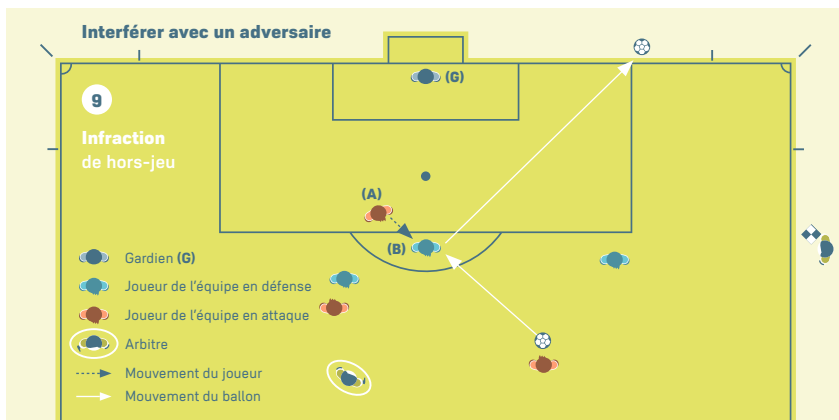 Interférer avec un adversaire
(G)
9
Infraction
de hors-jeu
(A)
(B)
Gardien (G)
Joueur de l'équipe en défense
Joueur de l'équipe en attaque
Arbitre
Mouvement du joueur
Mouvement du ballon